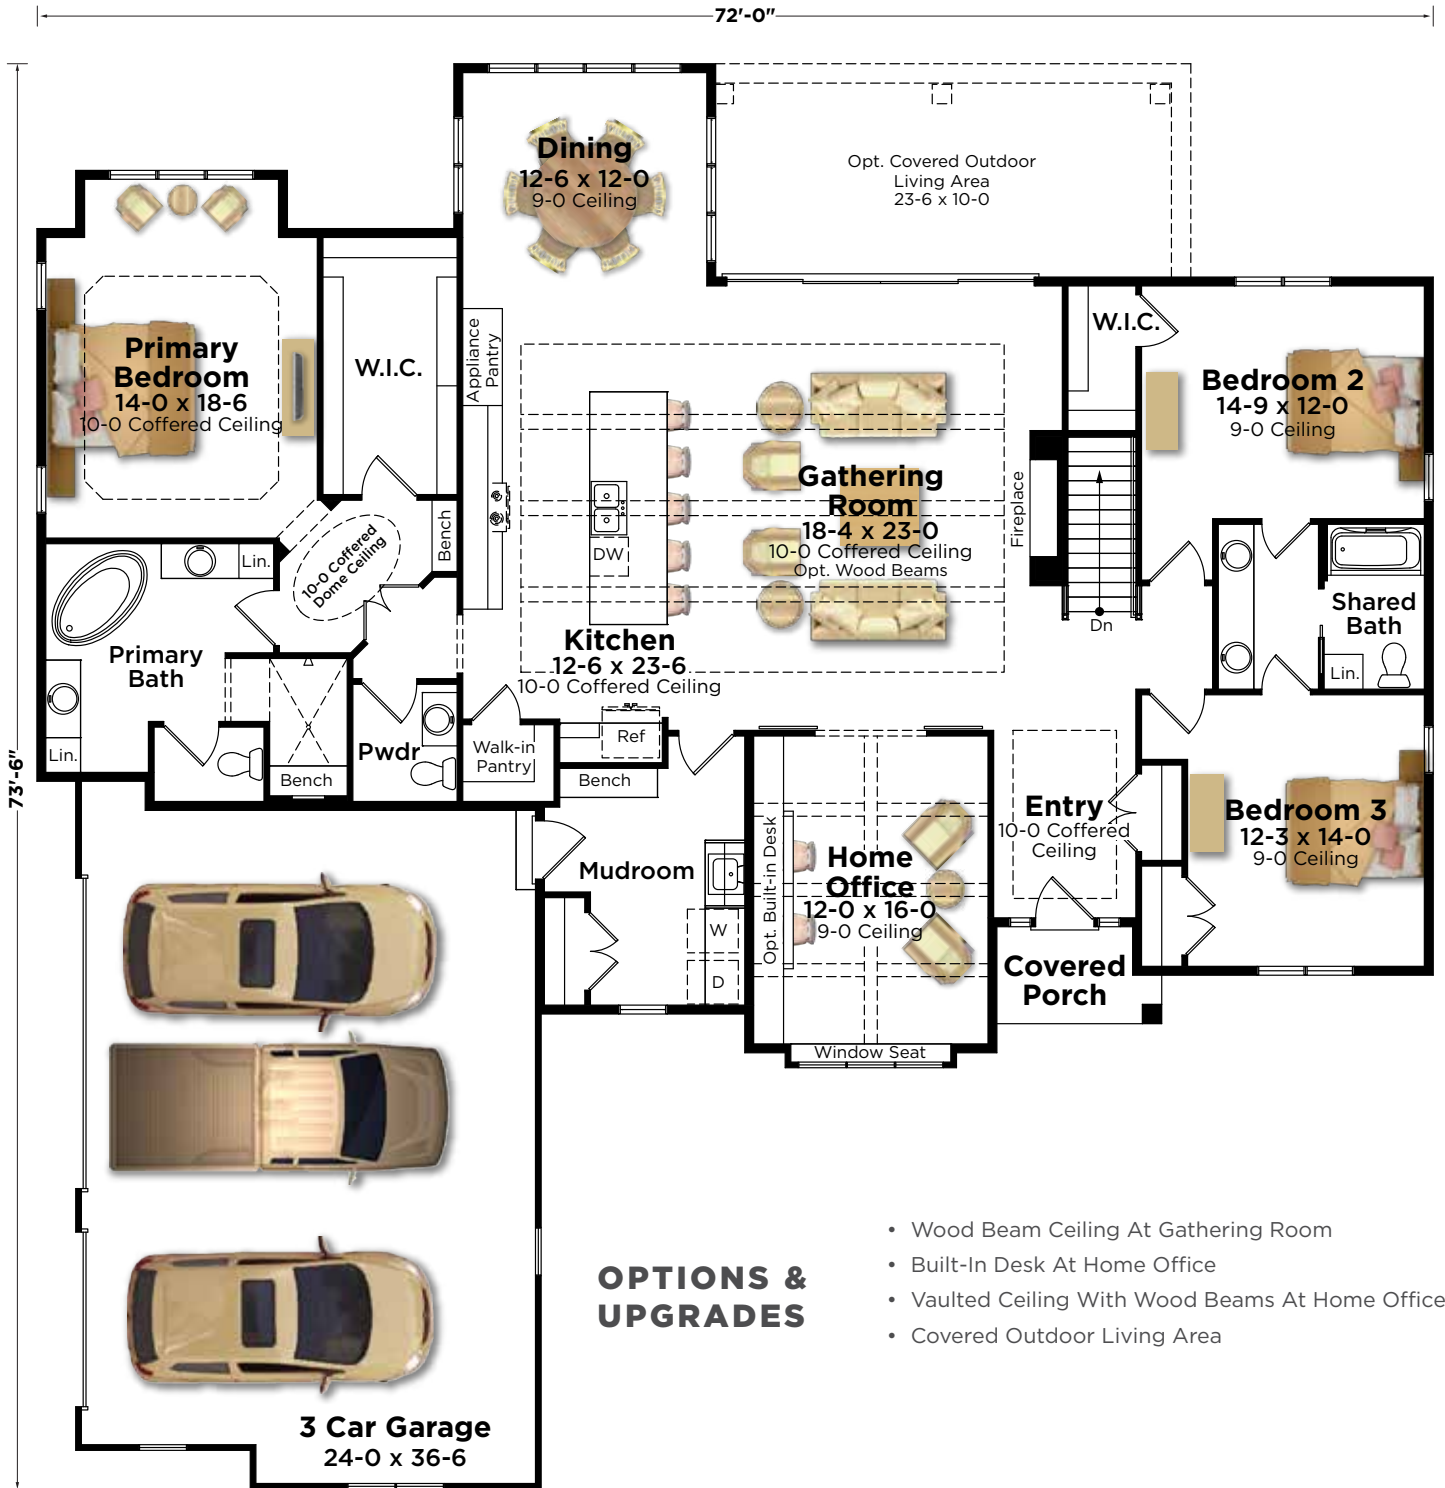 72'-0"
73'-6"
Dining
12-6 x 12-0
9-0 Ceiling
Opt. Covered Outdoor
Living Area
23-6 x 10-0
Primary
Bedroom
14-0 x 18-6
10-0 Coffered Ceiling
W.I.C.
Appliance
Pantry
W.I.C.
Bedroom 2
14-9 x 12-0
9-0 Ceiling
Gathering
Room
18-4 x 23-0
10-0 Coffered Ceiling
Opt. Wood Beams
Fireplace
Dn
Bench
DW
10-0 Coffered
Dome Ceiling
Lin.
Kitchen
12-6 x 23-6
10-0 Coffered Ceiling
Shared
Bath
Lin.
Primary
Bath
Lin.
Bench
Pwdr
Walk-in
Pantry
Ref
Bench
Mudroom
W
D
Opt. Built-in Desk
Home
Office
12-0 x 16-0
9-0 Ceiling
Window Seat
Entry
10-0 Coffered
Ceiling
Bedroom 3
12-3 x 14-0
9-0 Ceiling
Covered
Porch
3 Car Garage
24-0 x 36-6
OPTIONS &
UPGRADES
• Wood Beam Ceiling At Gathering Room
• Built-In Desk At Home Office
• Vaulted Ceiling With Wood Beams At Home Office
• Covered Outdoor Living Area